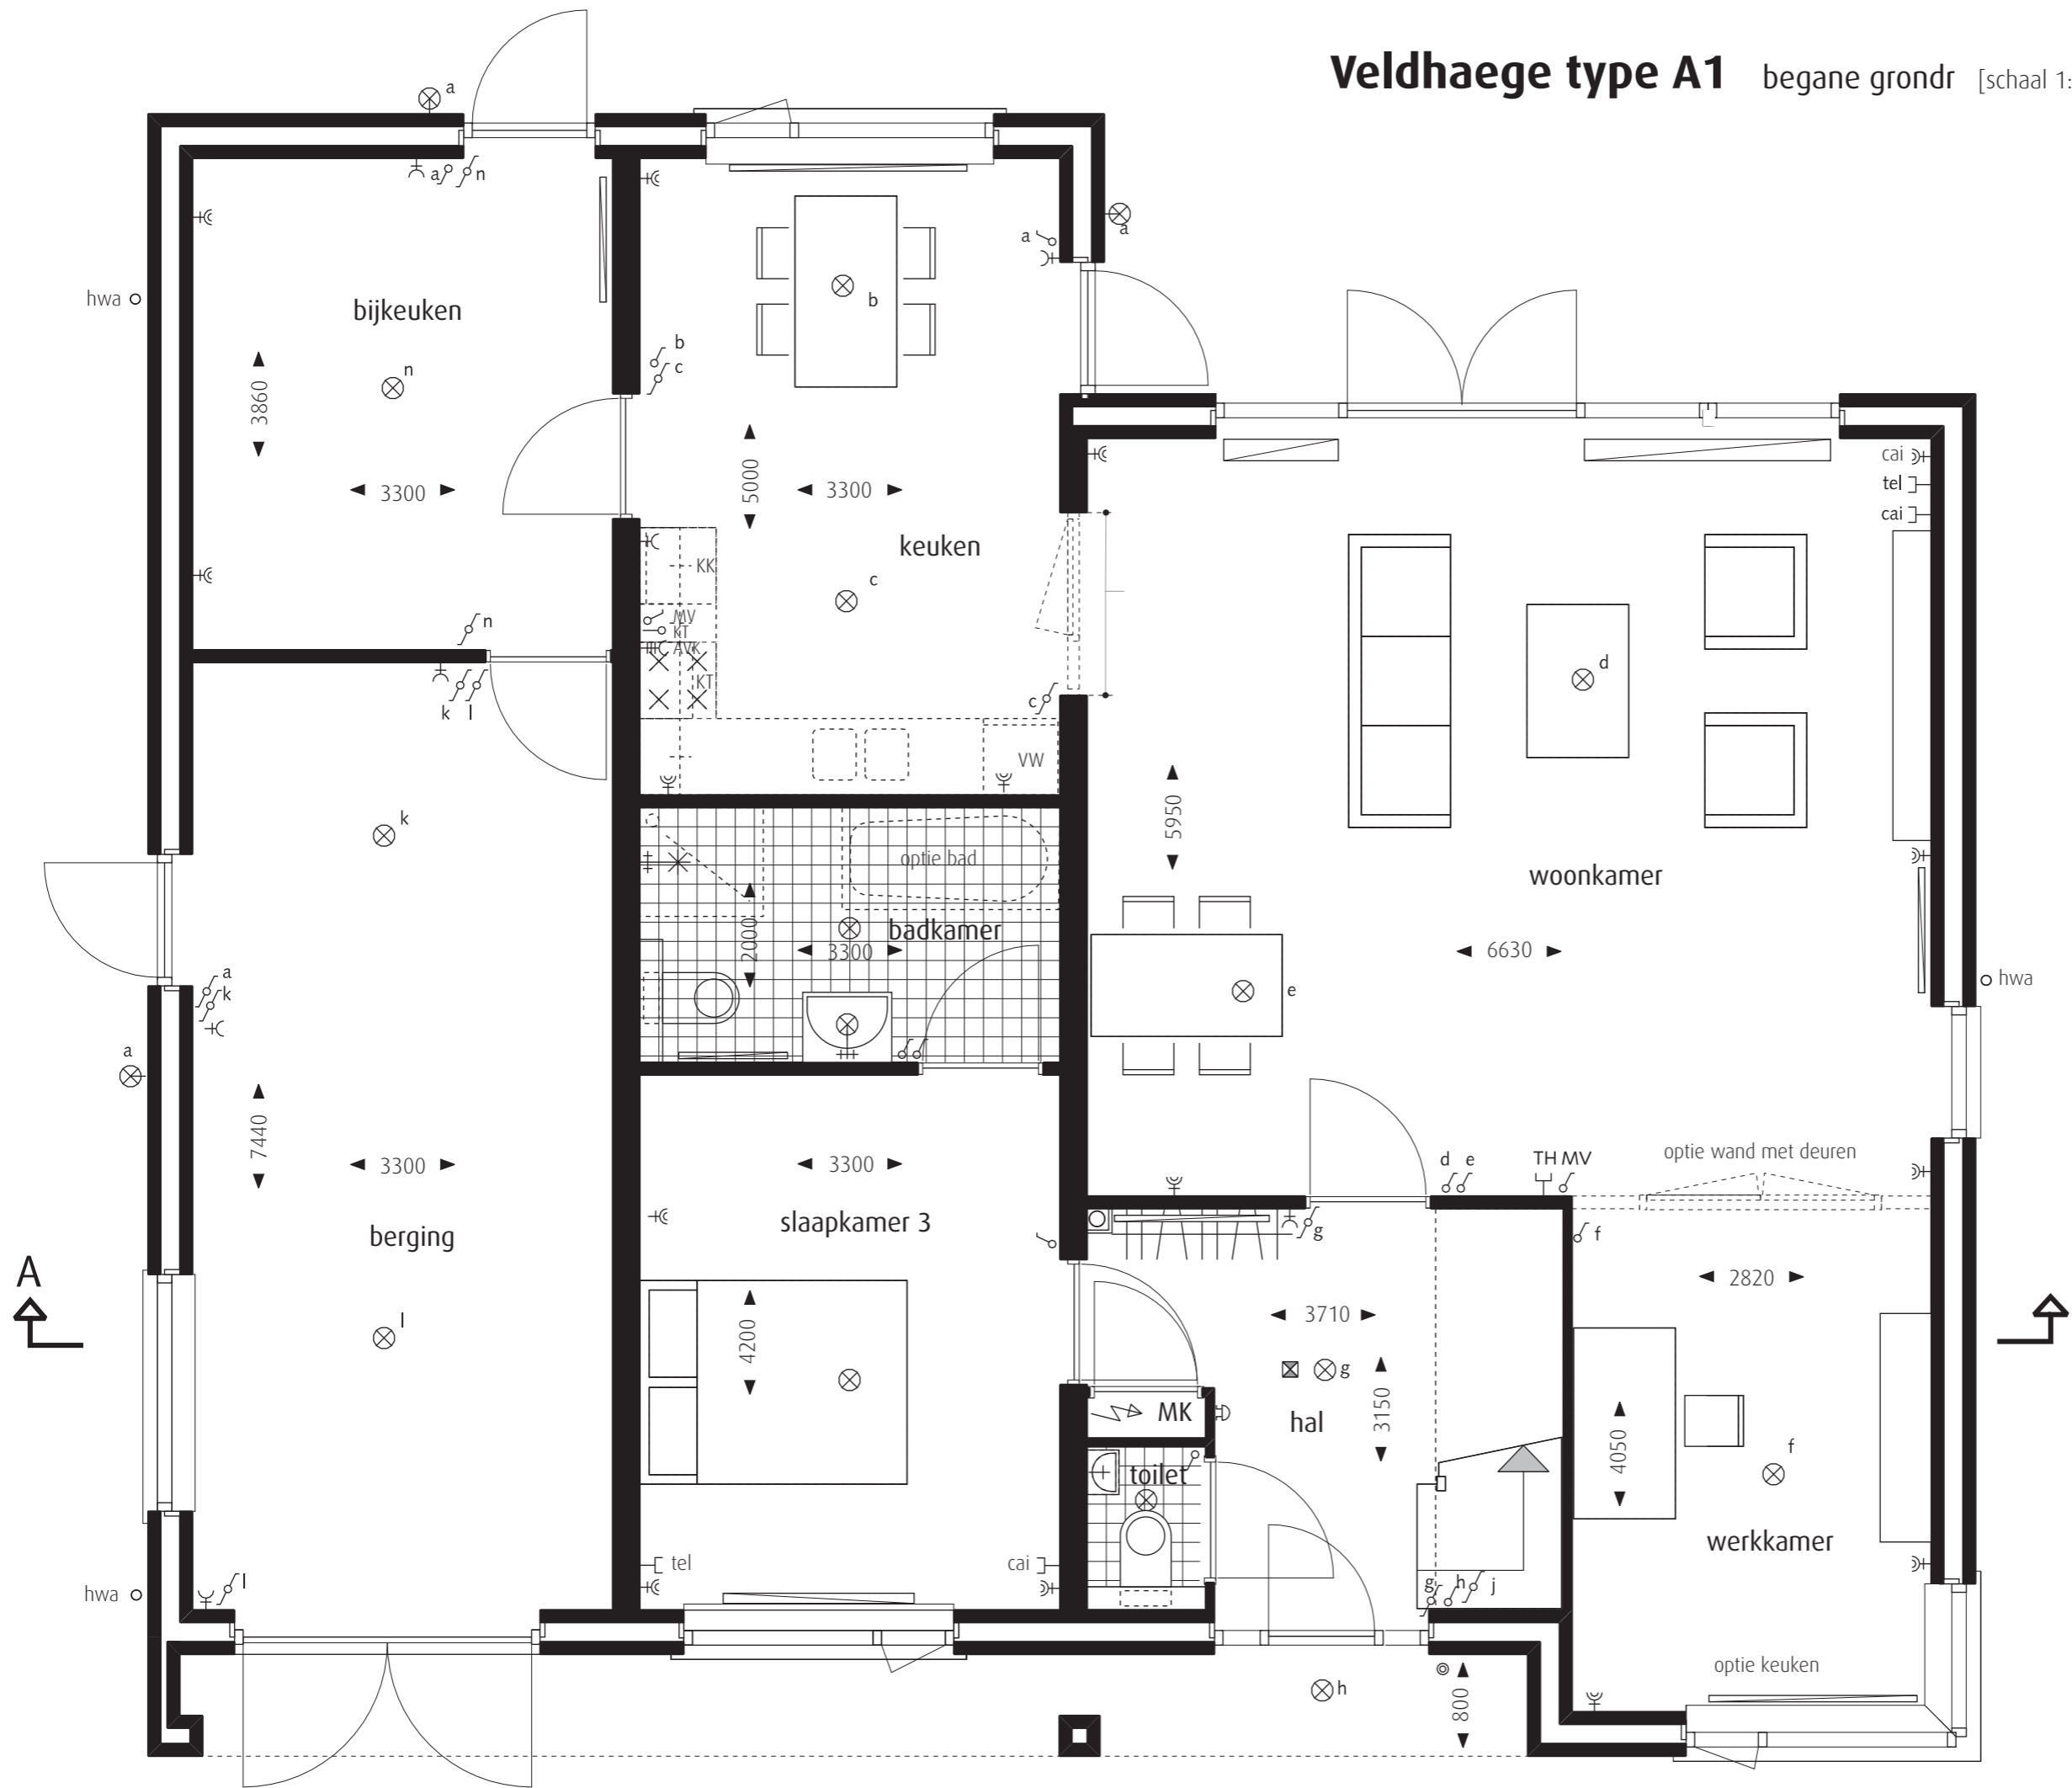 Veldhaege type A1 begane grondr [schaal 1:
a
a n
a
a
hwa
bijkeuken
b
n
b
c
3860
3300
5000
3300
keuken
cai
tel
cai
KK
c
MV
KT
AVK
KT
n
k l
c
d
VW
k
5950
optie bad
woonkamer
badkamer
2000
3300
6630
a
k
e
hwa
a
7440
3300
3300
d e
TH MV
optie wand met deuren
berging
slaapkamer 3
g
f
A
2820
3710
4200
l
g
MK
hal
3150
4050
f
toilet
werkkamer
tel
cai
g h j
hwa
l
optie keuken
h
800